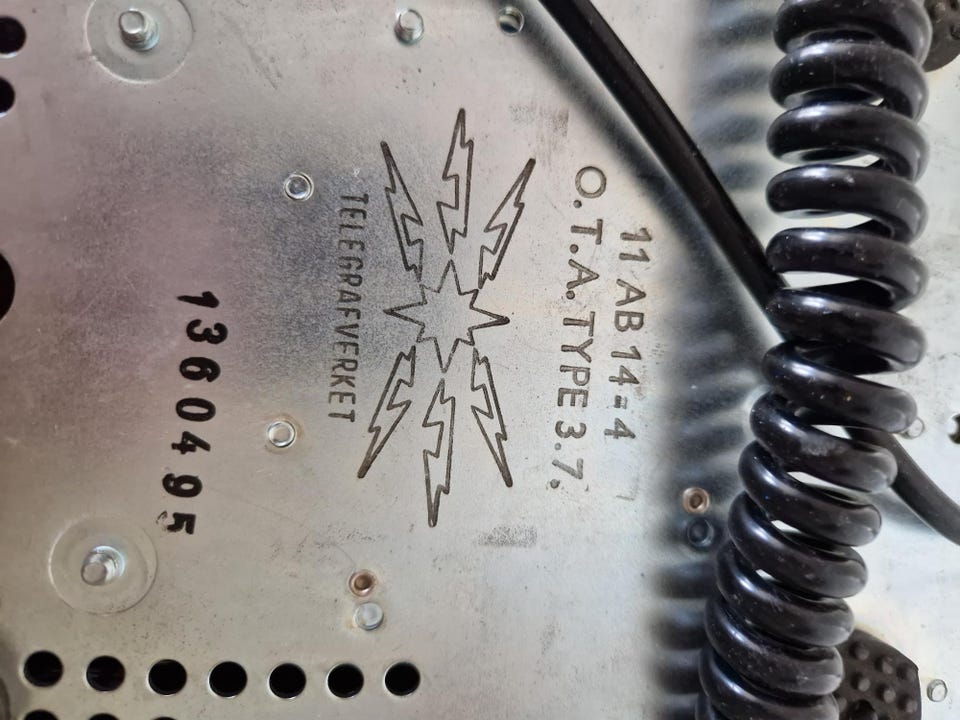 11 AB 14-4
O.T.A. TYPE 3.7.
TELEGRAFVERKET
1360495